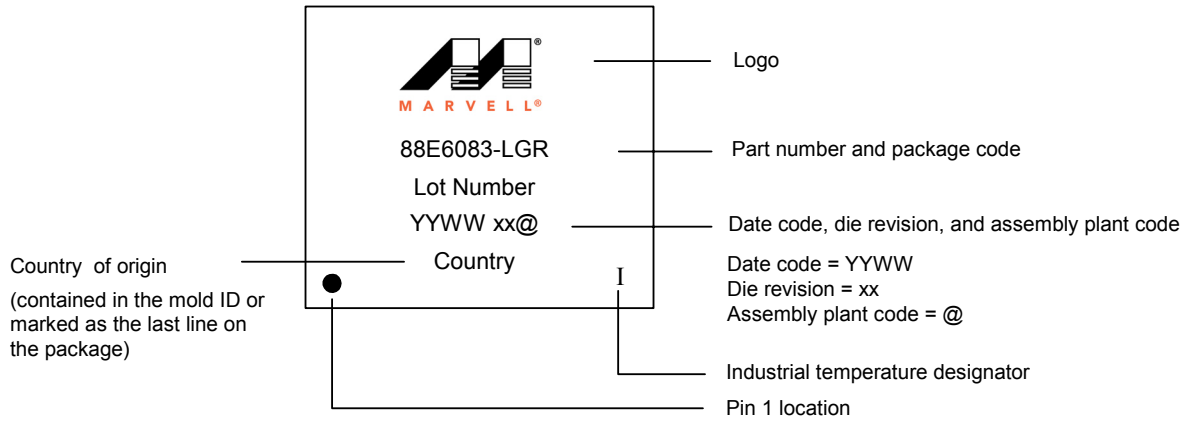 MARVELL®
88E6083-LGR
Lot Number
YYWW xx@
Country
I
Logo
Part number and package code
Date code, die revision, and assembly plant code
Date code = YYWW
Die revision = xx
Assembly plant code = @
Industrial temperature designator
Pin 1 location
Country of origin
(contained in the mold ID or
marked as the last line on
the package)